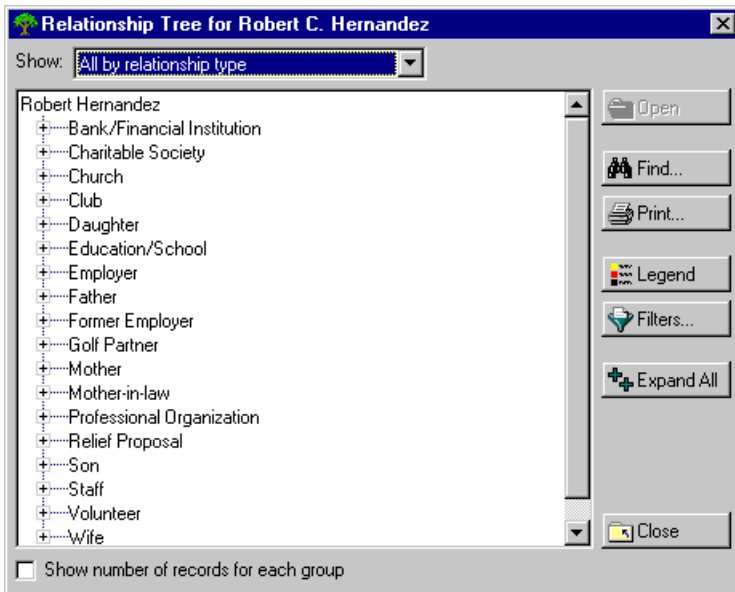 Relationship Tree for Robert C. Hernandez
Show: All by relationship type
Robert Hernandez
Bank/Financial Institution
Charitable Society
Church
Club
Daughter
Education/School
Employer
Father
Former Employer
Golf Partner
Mother
Mother-in-law
Professional Organization
Relief Proposal
Son
Staff
Volunteer
Wife
Open
Find...
Print...
Legend
Filters...
Expand All
Close
Show number of records for each group